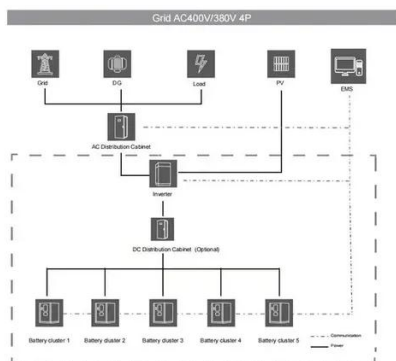 Grid AC400V/380V 4P
Grid
DG
Load
PV
EMS
AC Distribution Cabinet
Inverter
DC Distribution Cabinet (Optional)
Battery cluster 1
Battery cluster 2
Battery cluster 3
Battery cluster 4
Battery cluster 5
Communication
Power